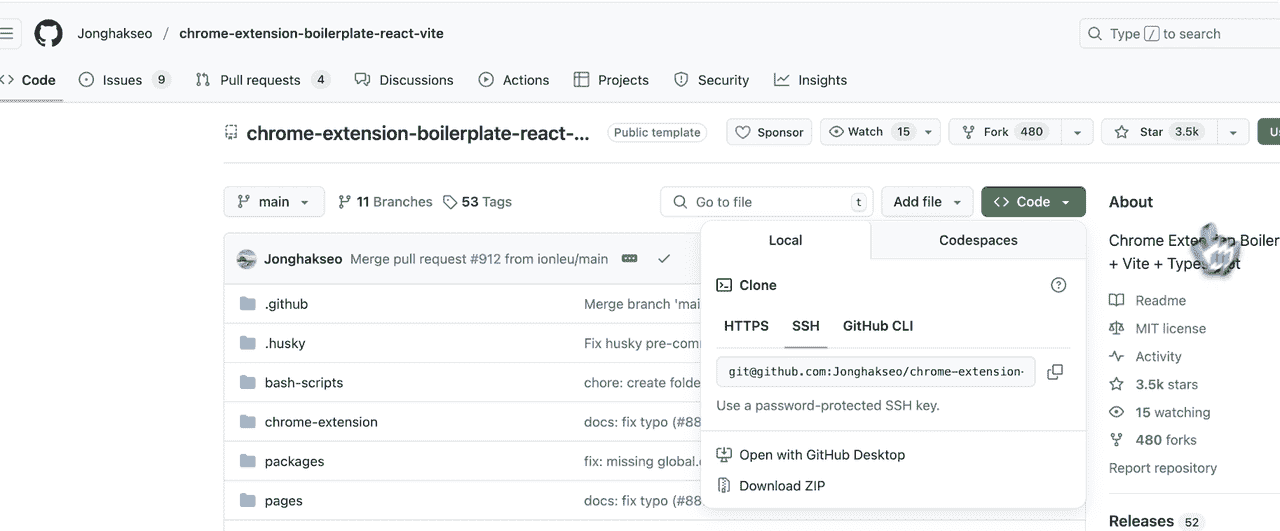 Jonghakseo / chrome-extension-boilerplate-react-vite
Type / to search
Code
Issues 9
Pull requests 4
Discussions
Actions
Projects
Security
Insights
chrome-extension-boilerplate-react-...
Public template
Sponsor
Watch 15
Fork 480
Star 3.5k
main
11 Branches
53 Tags
Go to file t
Add file
Code
Jonghakseo Merge pull request #912 from ionleu/main
.github Merge branch 'mai
.husky Fix husky pre-com
bash-scripts chore: create folde
chrome-extension docs: fix typo (#88
packages fix: missing global.
pages docs: fix typo (#88
Local
Codespaces
Clone
HTTPS SSH GitHub CLI
git@github.com:Jonghakseo/chrome-extension-
Use a password-protected SSH key.
Open with GitHub Desktop
Download ZIP
About
Chrome Boiler
+ Vite +
Readme
MIT license
Activity
3.5k stars
15 watching
480 forks
Report repository
Releases 52